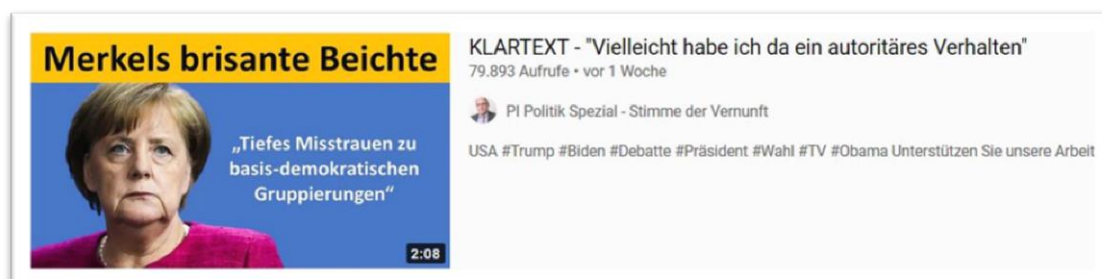 Merkels brisante Beichte
„Tiefes Misstrauen zu
basis-demokratischen
Gruppierungen“
2:08
KLARTEXT - "Vielleicht habe ich da ein autoritäres Verhalten"
79.893 Aufrufe • vor 1 Woche
PI Politik Spezial - Stimme der Vernunft
USA #Trump #Biden #Debatte #Präsident #Wahl #TV #Obama Unterstützen Sie unsere Arbeit